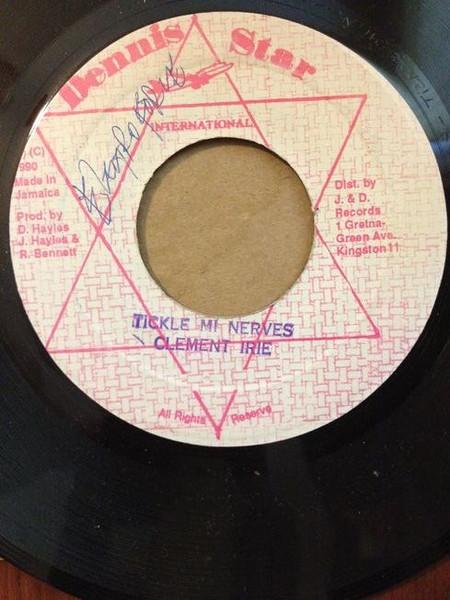 Dennis Star
INTERNATIONAL
(C)
990
Made in
Jamaica
Prod. by
D. Hayles
J. Hayles &
R. Bennett
Dist. by
J. & D.
Records
1 Gretna-
Green Ave.
Kingston 11
TICKLE MI NERVES
CLEMENT IRIE
All Rights Reserve